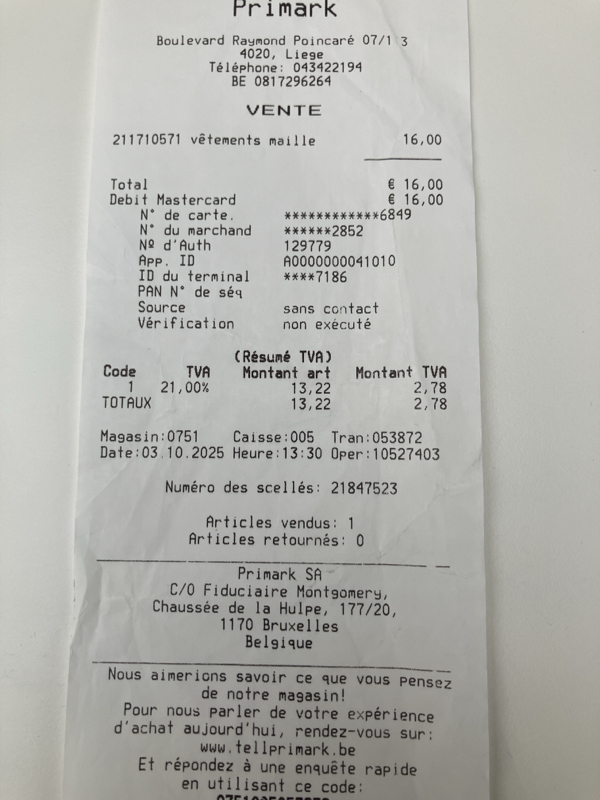 Primark
Boulevard Raymond Poincaré 07/1 3
4020, Liege
Téléphone: 043422194
BE 0817296264
VENTE
211710571 vêtements maille 16,00
Total € 16,00
Debit Mastercard € 16,00
N° de carte. ************6849
N° du marchand ******2852
Nº d'Auth 129779
App. ID A0000000041010
ID du terminal ****7186
PAN N° de séq
Source sans contact
Vérification non exécuté
(Résumé TVA)
Code TVA Montant art Montant TVA
1 21,00% 13,22 2,78
TOTAUX 13,22 2,78
Magasin:0751 Caisse:005 Tran:053872
Date:03.10.2025 Heure:13:30 Oper:10527403
Numéro des scellés: 21847523
Articles vendus: 1
Articles retournés: 0
Primark SA
C/O Fiduciaire Montgomery,
Chaussée de la Hulpe, 177/20,
1170 Bruxelles
Belgique
Nous aimerions savoir ce que vous pensez
de notre magasin!
Pour nous parler de votre expérience
d'achat aujourd'hui, rendez-vous sur:
www.tellprimark.be
Et répondez à une enquête rapide
en utilisant ce code: